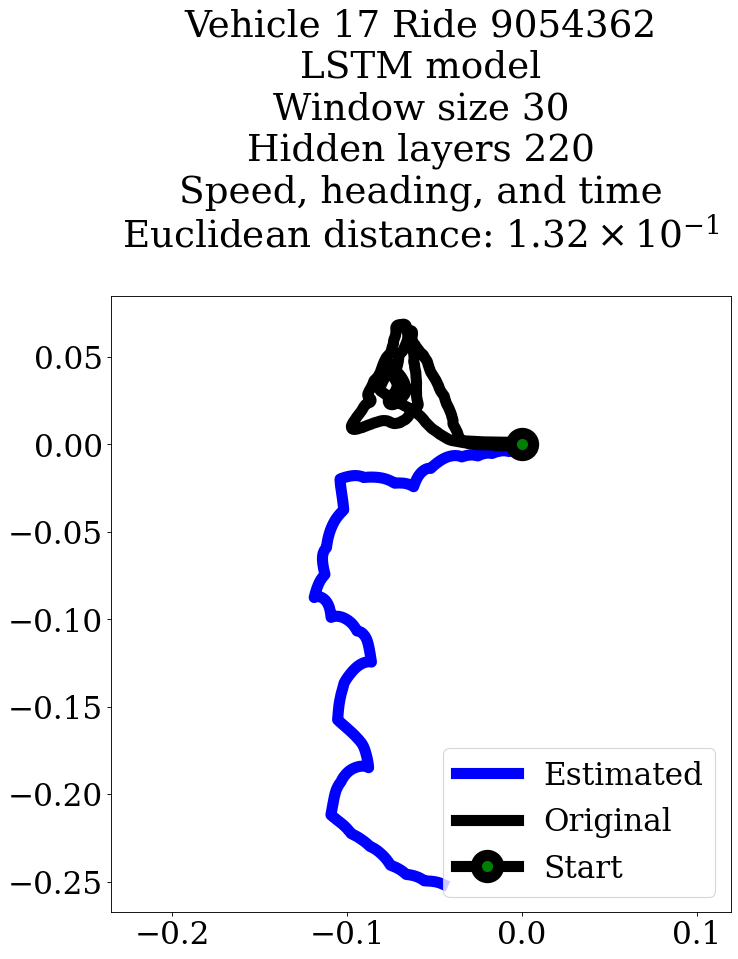 Vehicle 17 Ride 9054362
LSTM model
Window size 30
Hidden layers 220
Speed, heading, and time
Euclidean distance: 1.32 × 10⁻¹
0.05
0.00
−0.05
−0.10
−0.15
−0.20
−0.25
Estimated
Original
Start
−0.2
−0.1
0.0
0.1